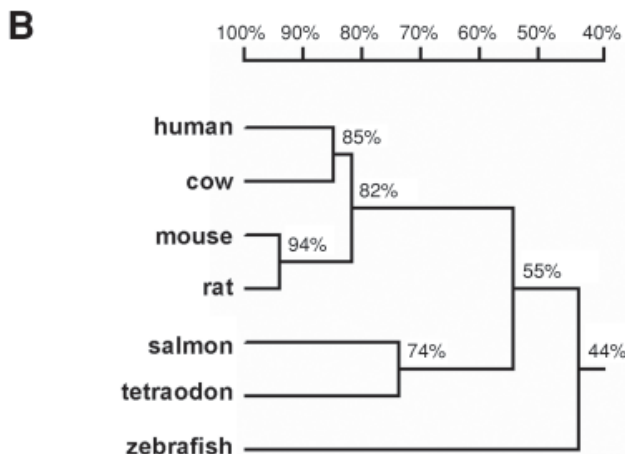 B
100% 90% 80% 70% 60% 50% 40%
human
85%
cow
82%
mouse
94%
rat
55%
salmon
74%
44%
tetraodon
zebrafish